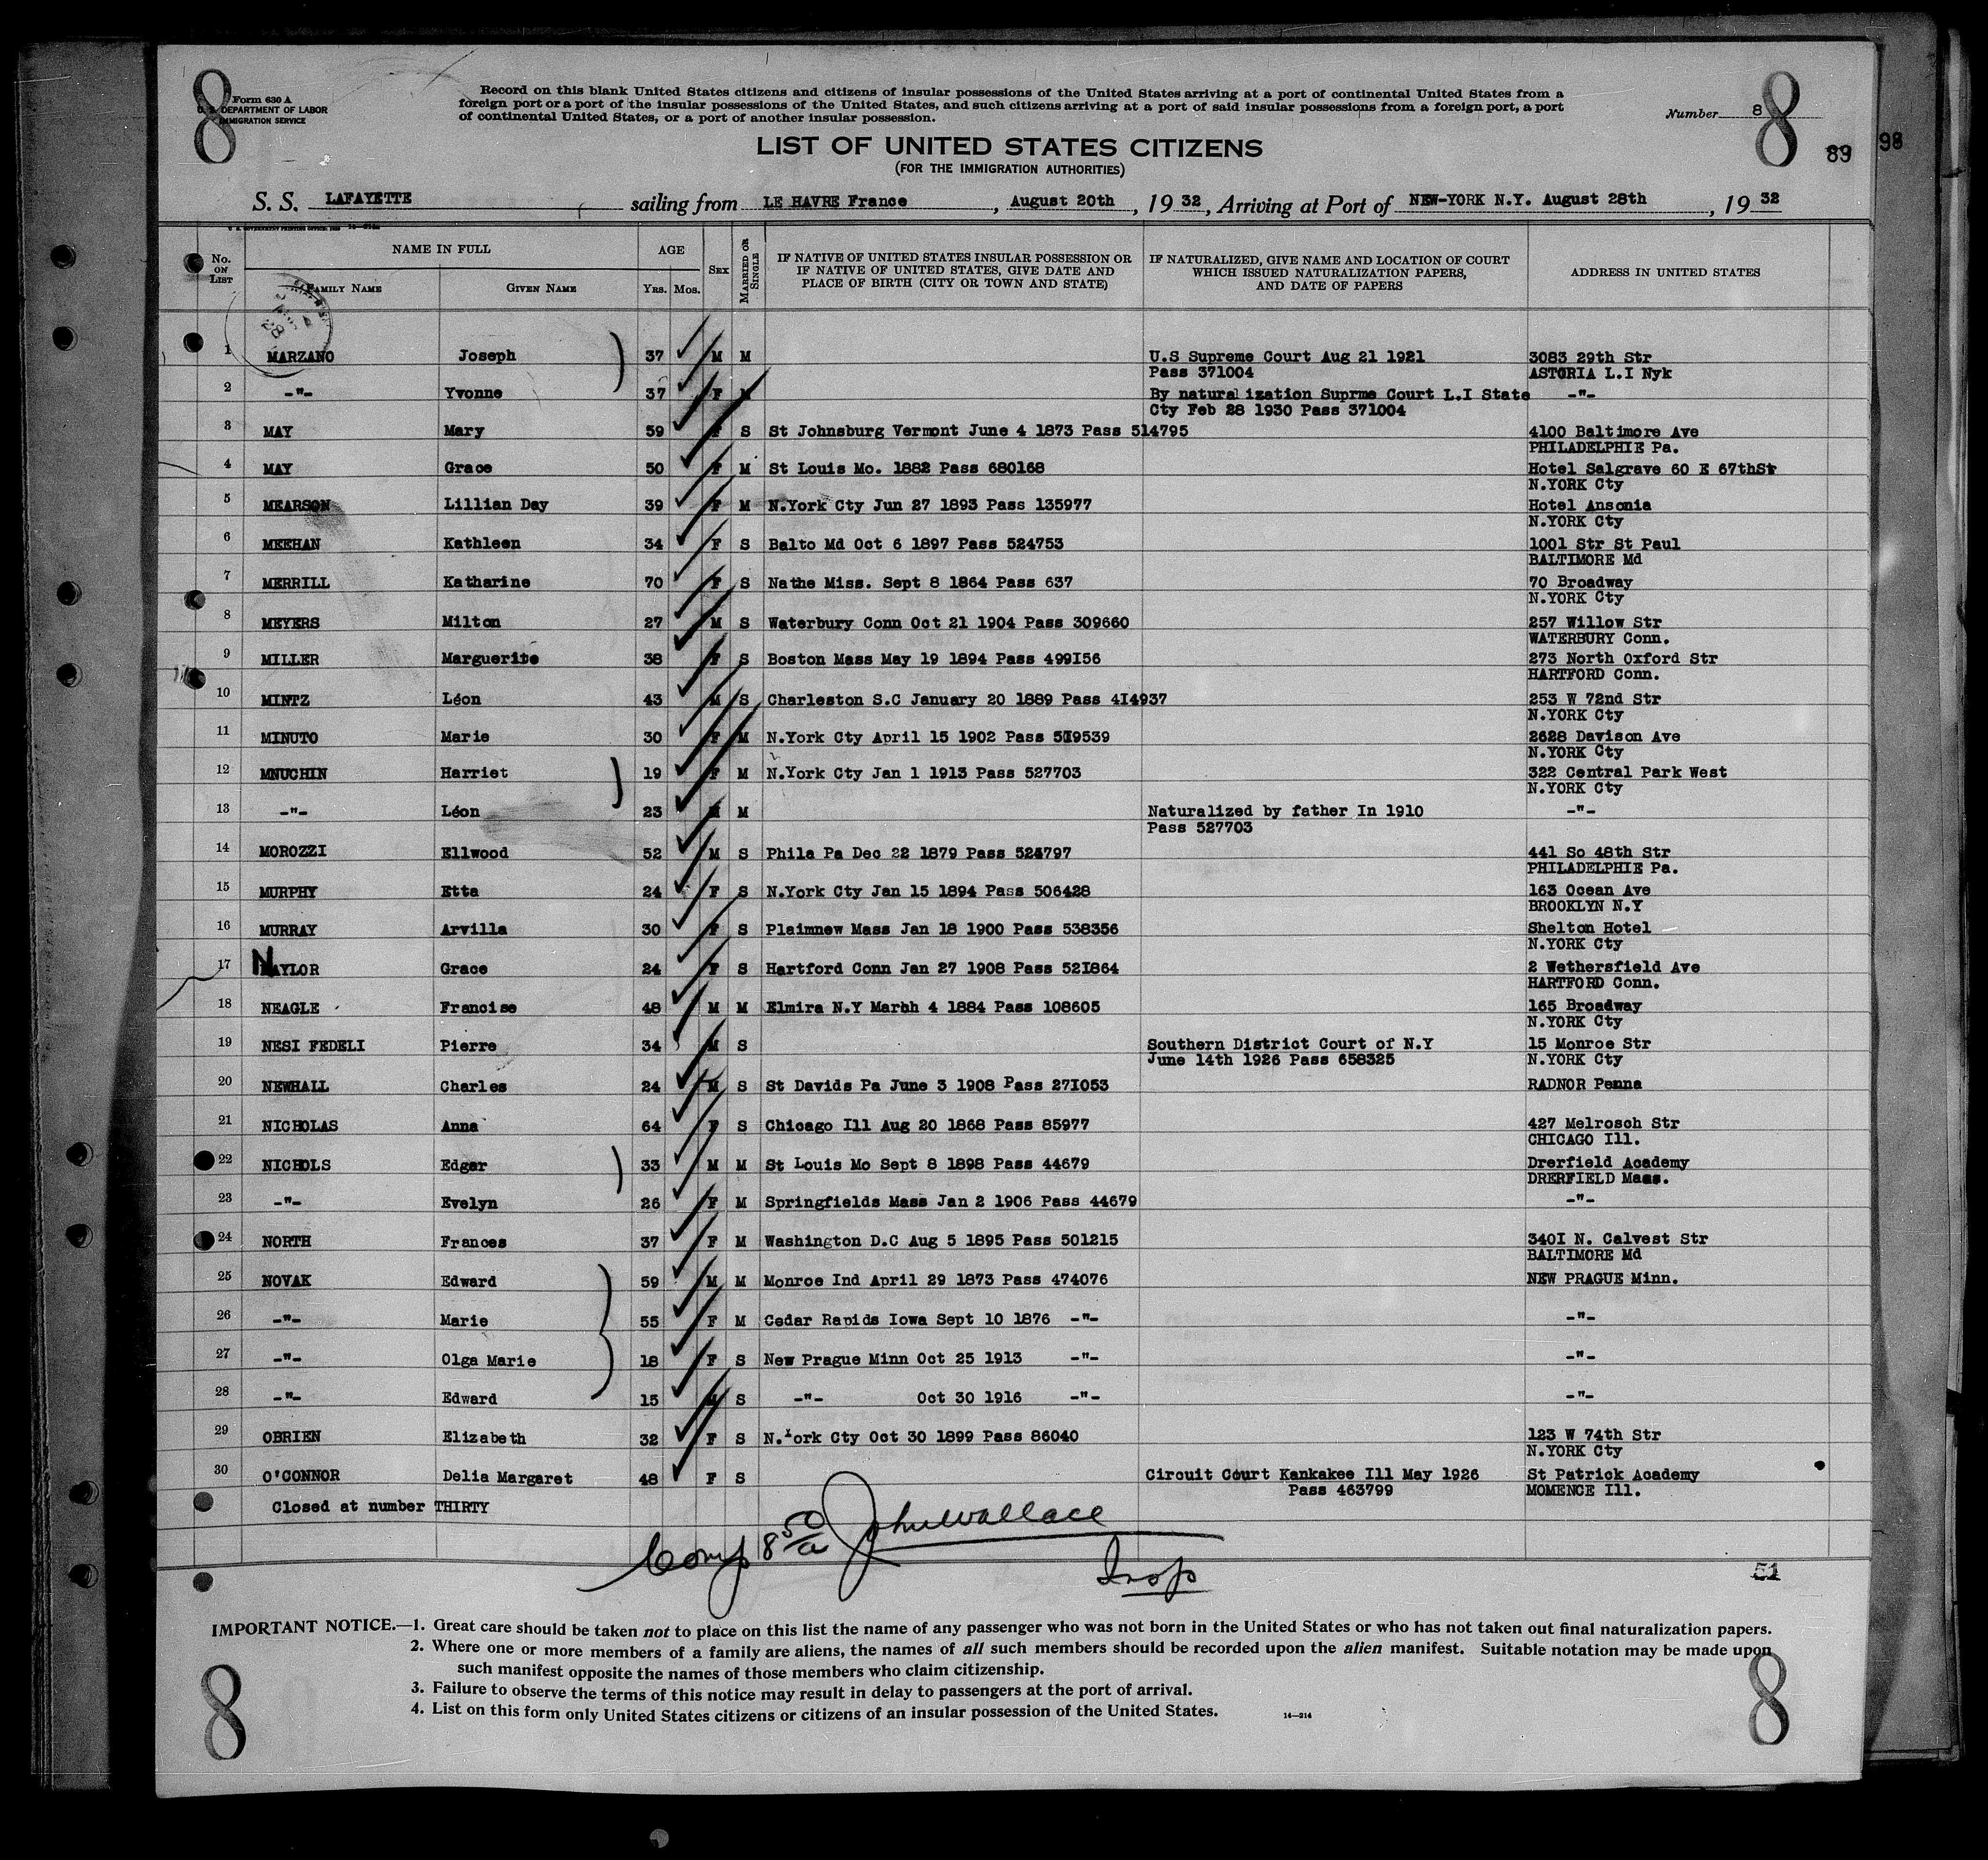 8
Form 630 A
U. S. DEPARTMENT OF LABOR
IMMIGRATION SERVICE
Record on this blank United States citizens and citizens of insular possessions of the United States arriving at a port of continental United States from a
foreign port or a port of the insular possessions of the United States, and such citizens arriving at a port of said insular possessions from a foreign port, a port
of continental United States, or a port of another insular possession.
Number 8
8
89
98
LIST OF UNITED STATES CITIZENS
(FOR THE IMMIGRATION AUTHORITIES)
S. S. LAFAYETTE sailing from LE HAVRE France, August 20th, 19 32, Arriving at Port of NEW-YORK N.Y. August 28th, 19 32
No. ON LIST
NAME IN FULL
FAMILY NAME
GIVEN NAME
AGE
YRS. MOS.
SEX
MARRIED OR SINGLE
IF NATIVE OF UNITED STATES INSULAR POSSESSION OR
IF NATIVE OF UNITED STATES, GIVE DATE AND
PLACE OF BIRTH (CITY OR TOWN AND STATE)
IF NATURALIZED, GIVE NAME AND LOCATION OF COURT
WHICH ISSUED NATURALIZATION PAPERS,
AND DATE OF PAPERS
ADDRESS IN UNITED STATES
28
1 MARZANO Joseph 37 M M U.S Supreme Court Aug 21 1921 3083 29th Str
Pass 371004 ASTORIA L.I Nyk
2 -"- Yvonne 37 F M By naturalization Suprme Court L.I State -"-
Cty Feb 28 1930 Pass 371004
3 MAY Mary 59 F S St Johnsburg Vermont June 4 1873 Pass 514795 4100 Baltimore Ave
PHILADELPHIE Pa.
4 MAY Grace 50 F M St Louis Mo. 1882 Pass 680168 Hotel Salgrave 60 E 67thStr
N.YORK Cty
5 MEARSON Lillian Day 39 F M N.York Cty Jun 27 1893 Pass 135977 Hotel Ansonia
N.YORK Cty
6 MEEHAN Kathleen 34 F S Balto Md Oct 6 1897 Pass 524753 1001 Str St Paul
BALTIMORE Md
7 MERRILL Katharine 70 F S Nathe Miss. Sept 8 1864 Pass 637 70 Broadway
N.YORK Cty
8 MEYERS Milton 27 M S Waterbury Conn Oct 21 1904 Pass 309660 257 Willow Str
WATERBURY Conn.
9 MILLER Marguerite 38 F S Boston Mass May 19 1894 Pass 499I56 273 North Oxford Str
HARTFORD Conn.
10 MINTZ Léon 43 M S Charleston S.C January 20 1889 Pass 4I4937 253 W 72nd Str
N.YORK Cty
11 MINUTO Marie 30 F M N.York Cty April 15 1902 Pass 2628 Davison Ave
N.YORK Cty
12 MNUCHIN Harriet 19 F M N.York Cty Jan 1 1913 Pass 527703 322 Central Park West
N.YORK Cty
13 -"- Léon 23 M M Naturalized by father In 1910 -"-
Pass 527703
14 MOROZZI Ellwood 52 M S Phila Pa Dec 22 1879 Pass 441 So 48th Str
PHILADELPHIE Pa.
15 MURPHY Etta 24 F S N.York Cty Jan 15 1894 Pass 506428 163 Ocean Ave
BROOKLYN N.Y
16 MURRAY Arvilla 30 F S Plaimnew Mass Jan 18 1900 Pass 538356 Shelton Hotel
N.YORK Cty
17 NAYLOR Grace 24 F S Hartford Conn Jan 27 1908 Pass 52I864 2 Wethersfield Ave
HARTFORD Conn.
18 NEAGLE Francise 48 M M Elmira N.Y Marhh 4 1884 Pass 108605 165 Broadway
N.YORK Cty
19 NESI FEDELI Pierre 34 M S Southern District Court of N.Y 15 Monroe Str
June 14th 1926 Pass 658325 N.YORK Cty
20 NEWHALL Charles 24 M S St Davids Pa June 3 1908 Pass 27I053 RADNOR Penna
21 NICHOLAS Anna 64 F S Chicago Ill Aug 20 1868 Pass 85977 427 Melrosch Str
CHICAGO Ill.
22 NICHOLS Edgar 33 M M St Louis Mo Sept 8 1898 Pass 44679 Drerfield Academy
DRERFIELD Mass.
23 -"- Evelyn 26 F M Springfields Mass Jan 2 1906 Pass 44679 -"-
24 NORTH Frances 37 F M Washington D.C Aug 5 1895 Pass 501215 340I N. Calvest Str
BALTIMORE Md
25 NOVAK Edward 59 M M Monroe Ind April 29 1873 Pass 474076 NEW PRAGUE Minn.
26 -"- Marie 55 F M Cedar Rapids Iowa Sept 10 1876 -"- -"-
27 -"- Olga Marie 18 F S New Prague Minn Oct 25 1913 -"- -"-
28 -"- Edward 15 M S -"- Oct 30 1916 -"- -"-
29 OBRIEN Elizabeth 32 F S N.York Cty Oct 30 1899 Pass 86040 123 W 74th Str
N.YORK Cty
30 O'CONNOR Delia Margaret 48 F S Circuit Court Kankakee Ill May 1926 St Patrick Academy
Pass 463799 MOMENCE Ill.
Closed at number THIRTY
Comp 8 50/a John Wallace
Insp
51
IMPORTANT NOTICE.—1. Great care should be taken not to place on this list the name of any passenger who was not born in the United States or who has not taken out final naturalization papers.
2. Where one or more members of a family are aliens, the names of all such members should be recorded upon the alien manifest. Suitable notation may be made upon
such manifest opposite the names of those members who claim citizenship.
3. Failure to observe the terms of this notice may result in delay to passengers at the port of arrival.
4. List on this form only United States citizens or citizens of an insular possession of the United States.
14—214
8
8